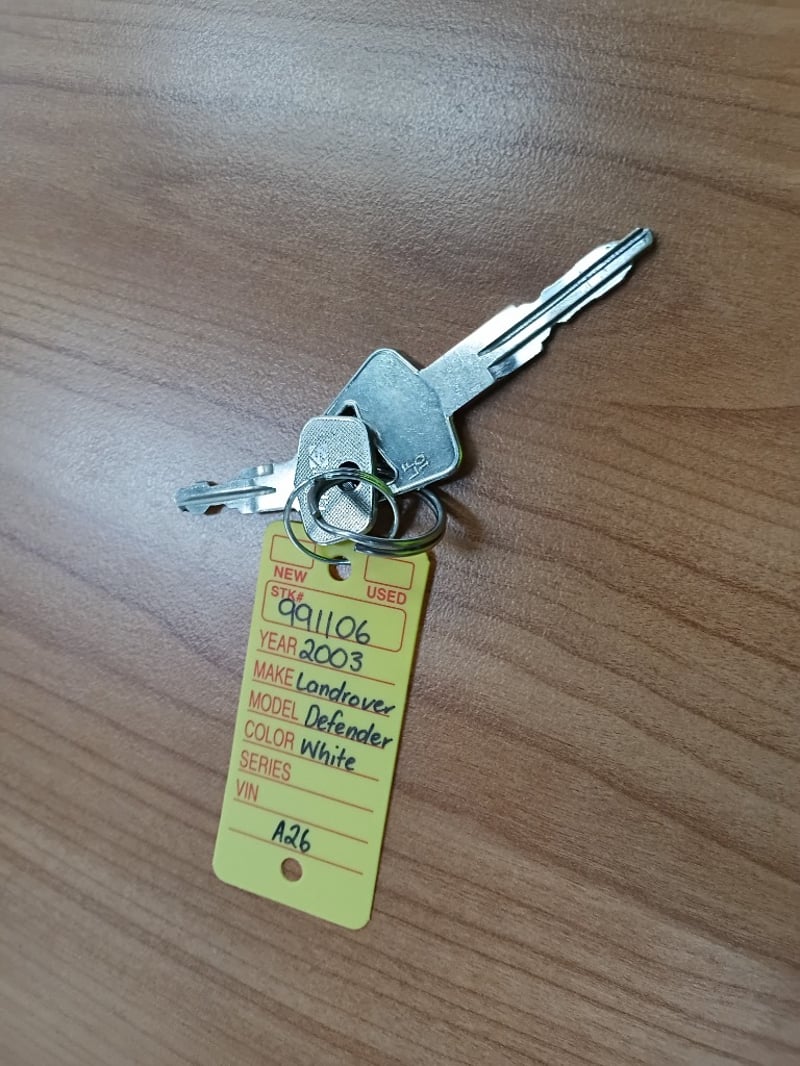 NEW USED
STK# 991106
YEAR 2003
MAKE Landrover
MODEL Defender
COLOR White
SERIES
VIN
A26